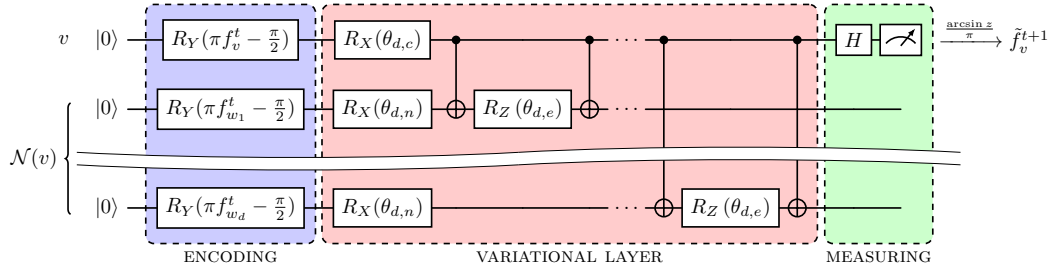 v |0⟩ R_Y(πf_v^t − π/2) R_X(θ_{d,c}) ··· H arcsin z/π f̃_v^{t+1}
|0⟩ R_Y(πf_{w_1}^t − π/2) R_X(θ_{d,n}) R_Z(θ_{d,e}) ···
𝒩(v)
|0⟩ R_Y(πf_{w_d}^t − π/2) R_X(θ_{d,n}) ··· R_Z(θ_{d,e})
ENCODING VARIATIONAL LAYER MEASURING